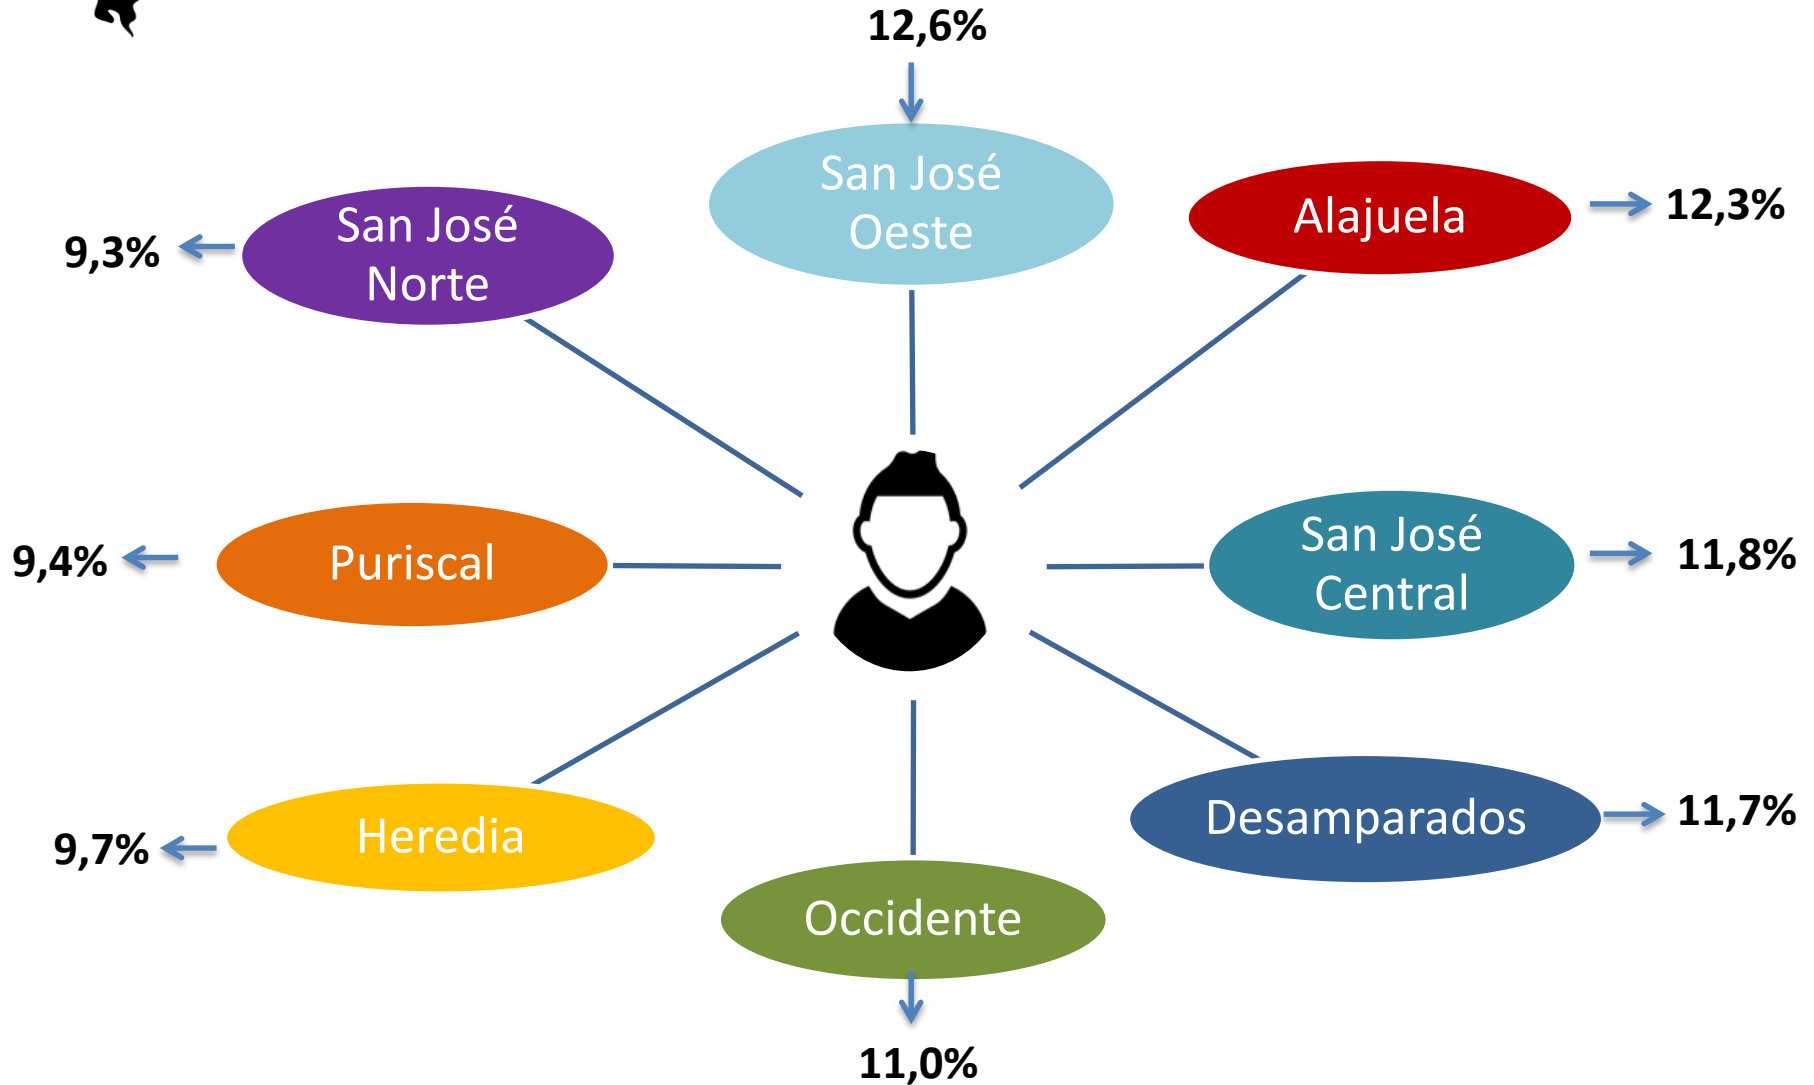 12,6%
San José
Oeste
Alajuela
12,3%
San José
Norte
9,3%
Puriscal
9,4%
San José
Central
11,8%
Heredia
9,7%
Desamparados
11,7%
Occidente
11,0%